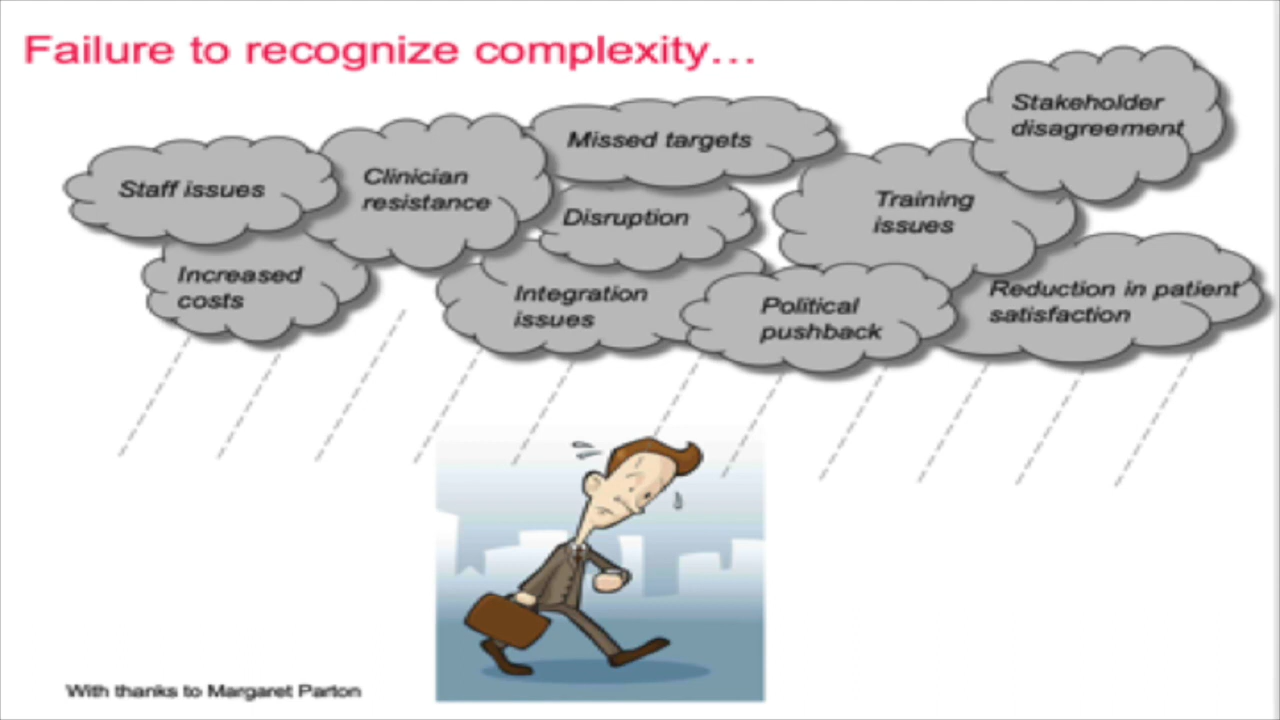 Failure to recognize complexity...
Stakeholder
disagreement
Missed targets
Staff issues
Clinician
resistance
Disruption
Training
issues
Increased
costs
Integration
issues
Political
pushback
Reduction in patient
satisfaction
With thanks to Margaret Parton